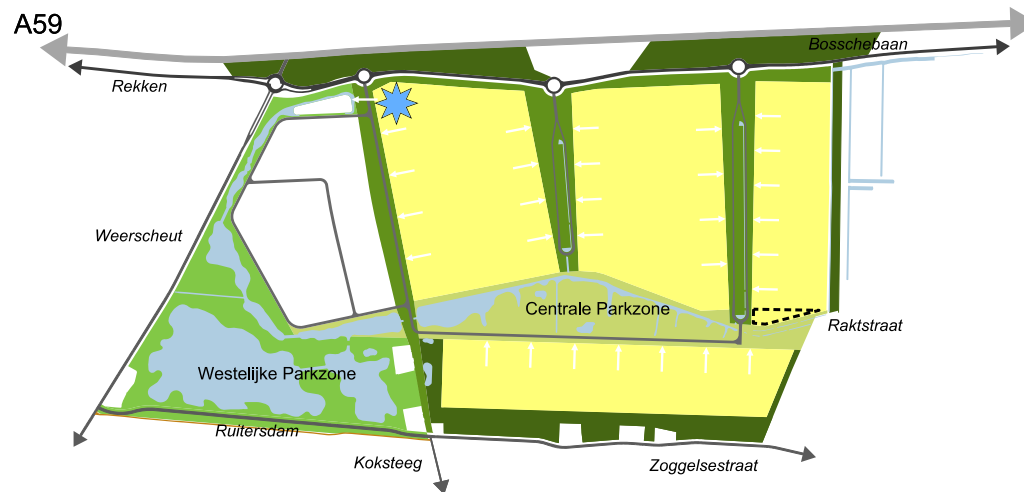 A59
Bosschebaan
Rekken
Weerscheut
Centrale Parkzone
Raktstraat
Westelijke Parkzone
Ruitersdam
Koksteeg
Zoggelsestraat